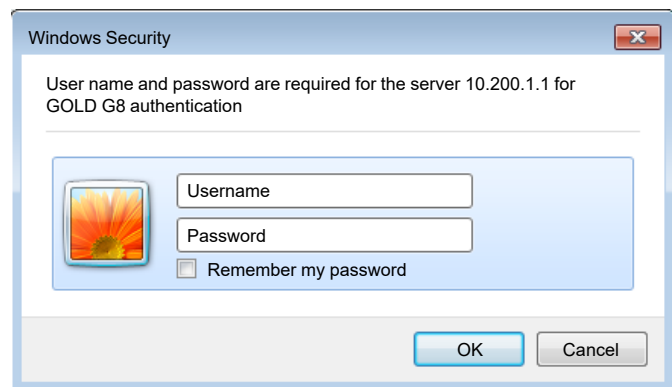 Windows Security
User name and password are required for the server 10.200.1.1 for
GOLD G8 authentication
Username
Password
Remember my password
OK
Cancel